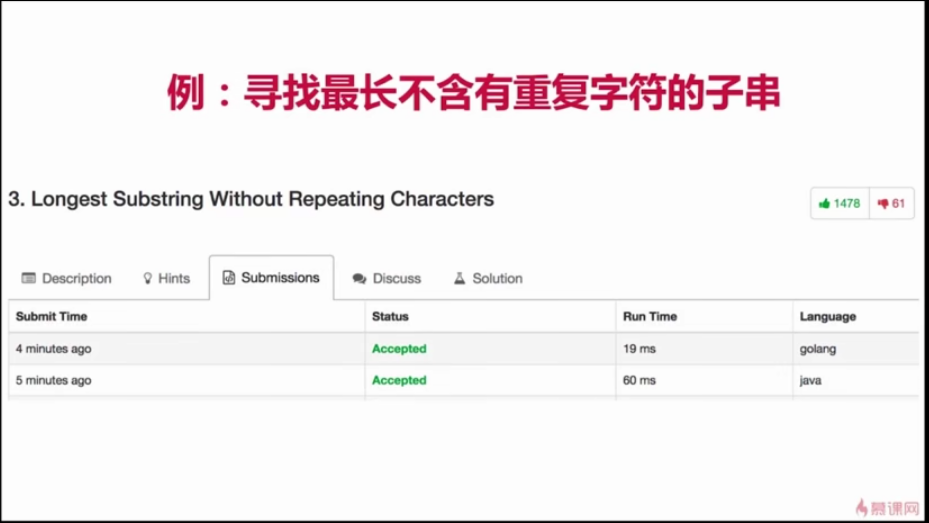 例：寻找最长不含有重复字符的子串
3. Longest Substring Without Repeating Characters
1478
61
Description
Hints
Submissions
Discuss
Solution
Submit Time Status Run Time Language
4 minutes ago Accepted 19 ms golang
5 minutes ago Accepted 60 ms java
慕课网